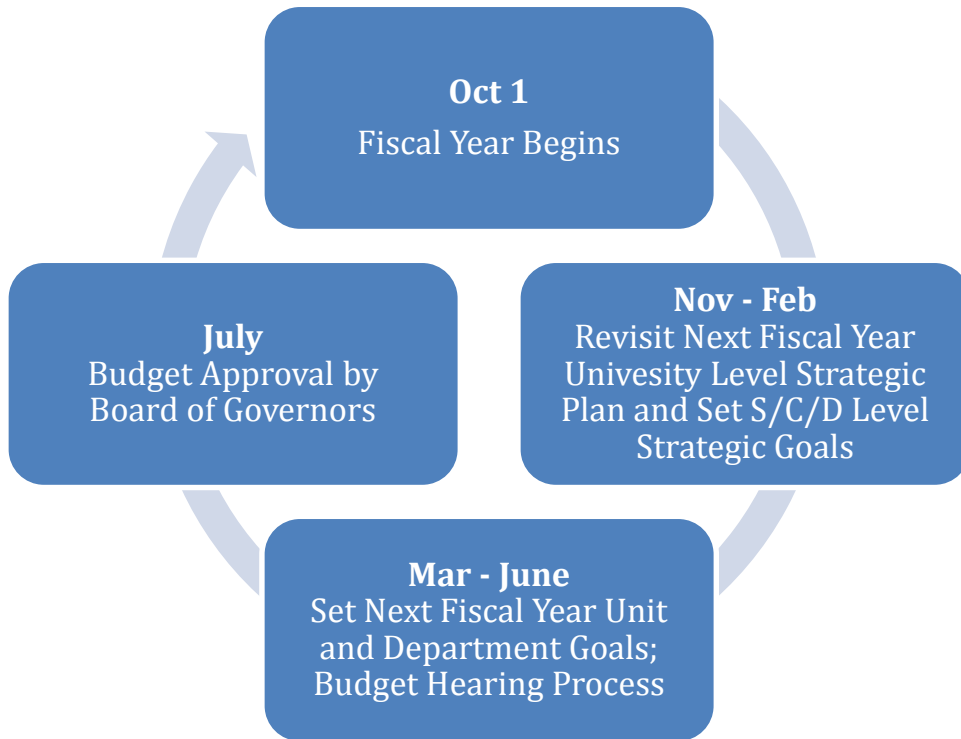 Oct 1
Fiscal Year Begins
Nov - Feb
Revisit Next Fiscal Year
Univesity Level Strategic
Plan and Set S/C/D Level
Strategic Goals
Mar - June
Set Next Fiscal Year Unit
and Department Goals;
Budget Hearing Process
July
Budget Approval by
Board of Governors